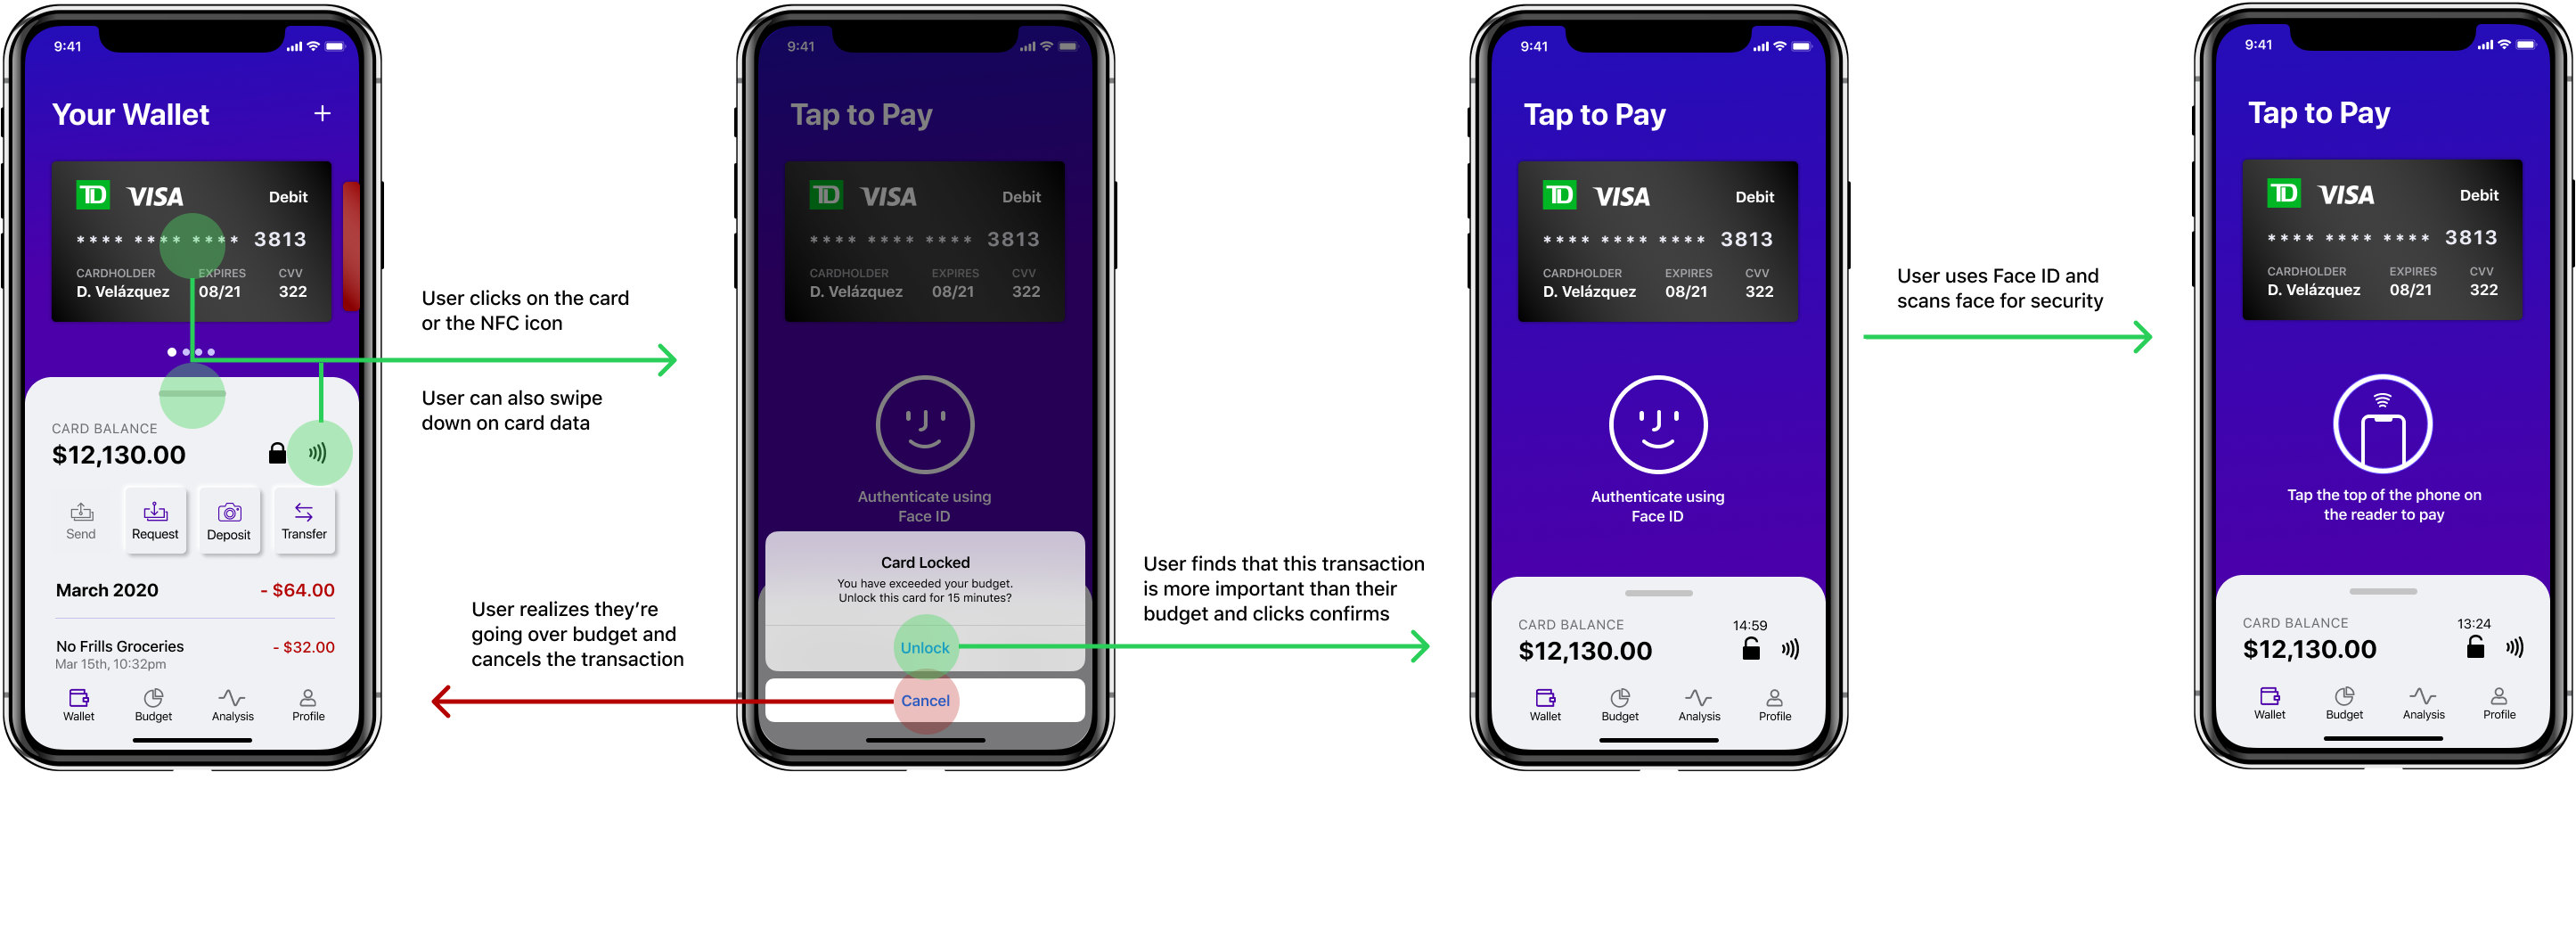 9:41
Your Wallet +
TD VISA Debit
**** **** **** 3813
CARDHOLDER EXPIRES CVV
D. Velázquez 08/21 322
CARD BALANCE
$12,130.00
Send Request Deposit Transfer
March 2020 - $64.00
No Frills Groceries - $32.00
Mar 15th, 10:32pm
Wallet Budget Analysis Profile
User clicks on the card
or the NFC icon
User can also swipe
down on card data
User realizes they’re
going over budget and
cancels the transaction
9:41
Tap to Pay
TD VISA Debit
**** **** **** 3813
CARDHOLDER EXPIRES CVV
D. Velázquez 08/21 322
Authenticate using
Face ID
Card Locked
You have exceeded your budget.
Unlock this card for 15 minutes?
Unlock
Cancel
User finds that this transaction
is more important than their
budget and clicks confirms
9:41
Tap to Pay
TD VISA Debit
**** **** **** 3813
CARDHOLDER EXPIRES CVV
D. Velázquez 08/21 322
Authenticate using
Face ID
CARD BALANCE 14:59
$12,130.00
Wallet Budget Analysis Profile
User uses Face ID and
scans face for security
9:41
Tap to Pay
TD VISA Debit
**** **** **** 3813
CARDHOLDER EXPIRES CVV
D. Velázquez 08/21 322
Tap the top of the phone on
the reader to pay
CARD BALANCE 13:24
$12,130.00
Wallet Budget Analysis Profile